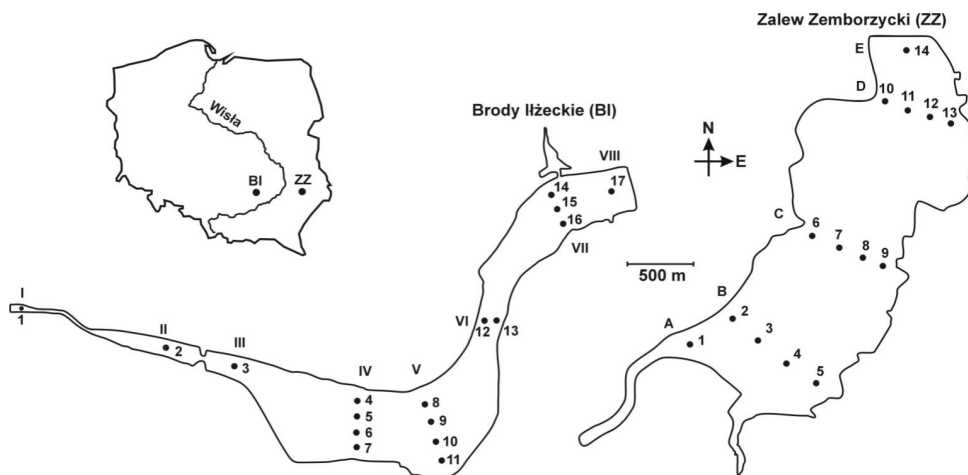 Zalew Zemborzycki (ZZ)
E
14
D
10
11
12
13
Wisła
BI
ZZ
Brody Iłżeckie (BI)
N
E
VIII
14
17
15
16
VII
C
6
7
8
9
500 m
I
1
II
2
III
3
IV
4
5
6
7
V
8
9
10
11
VI
12
13
B
2
A
1
3
4
5